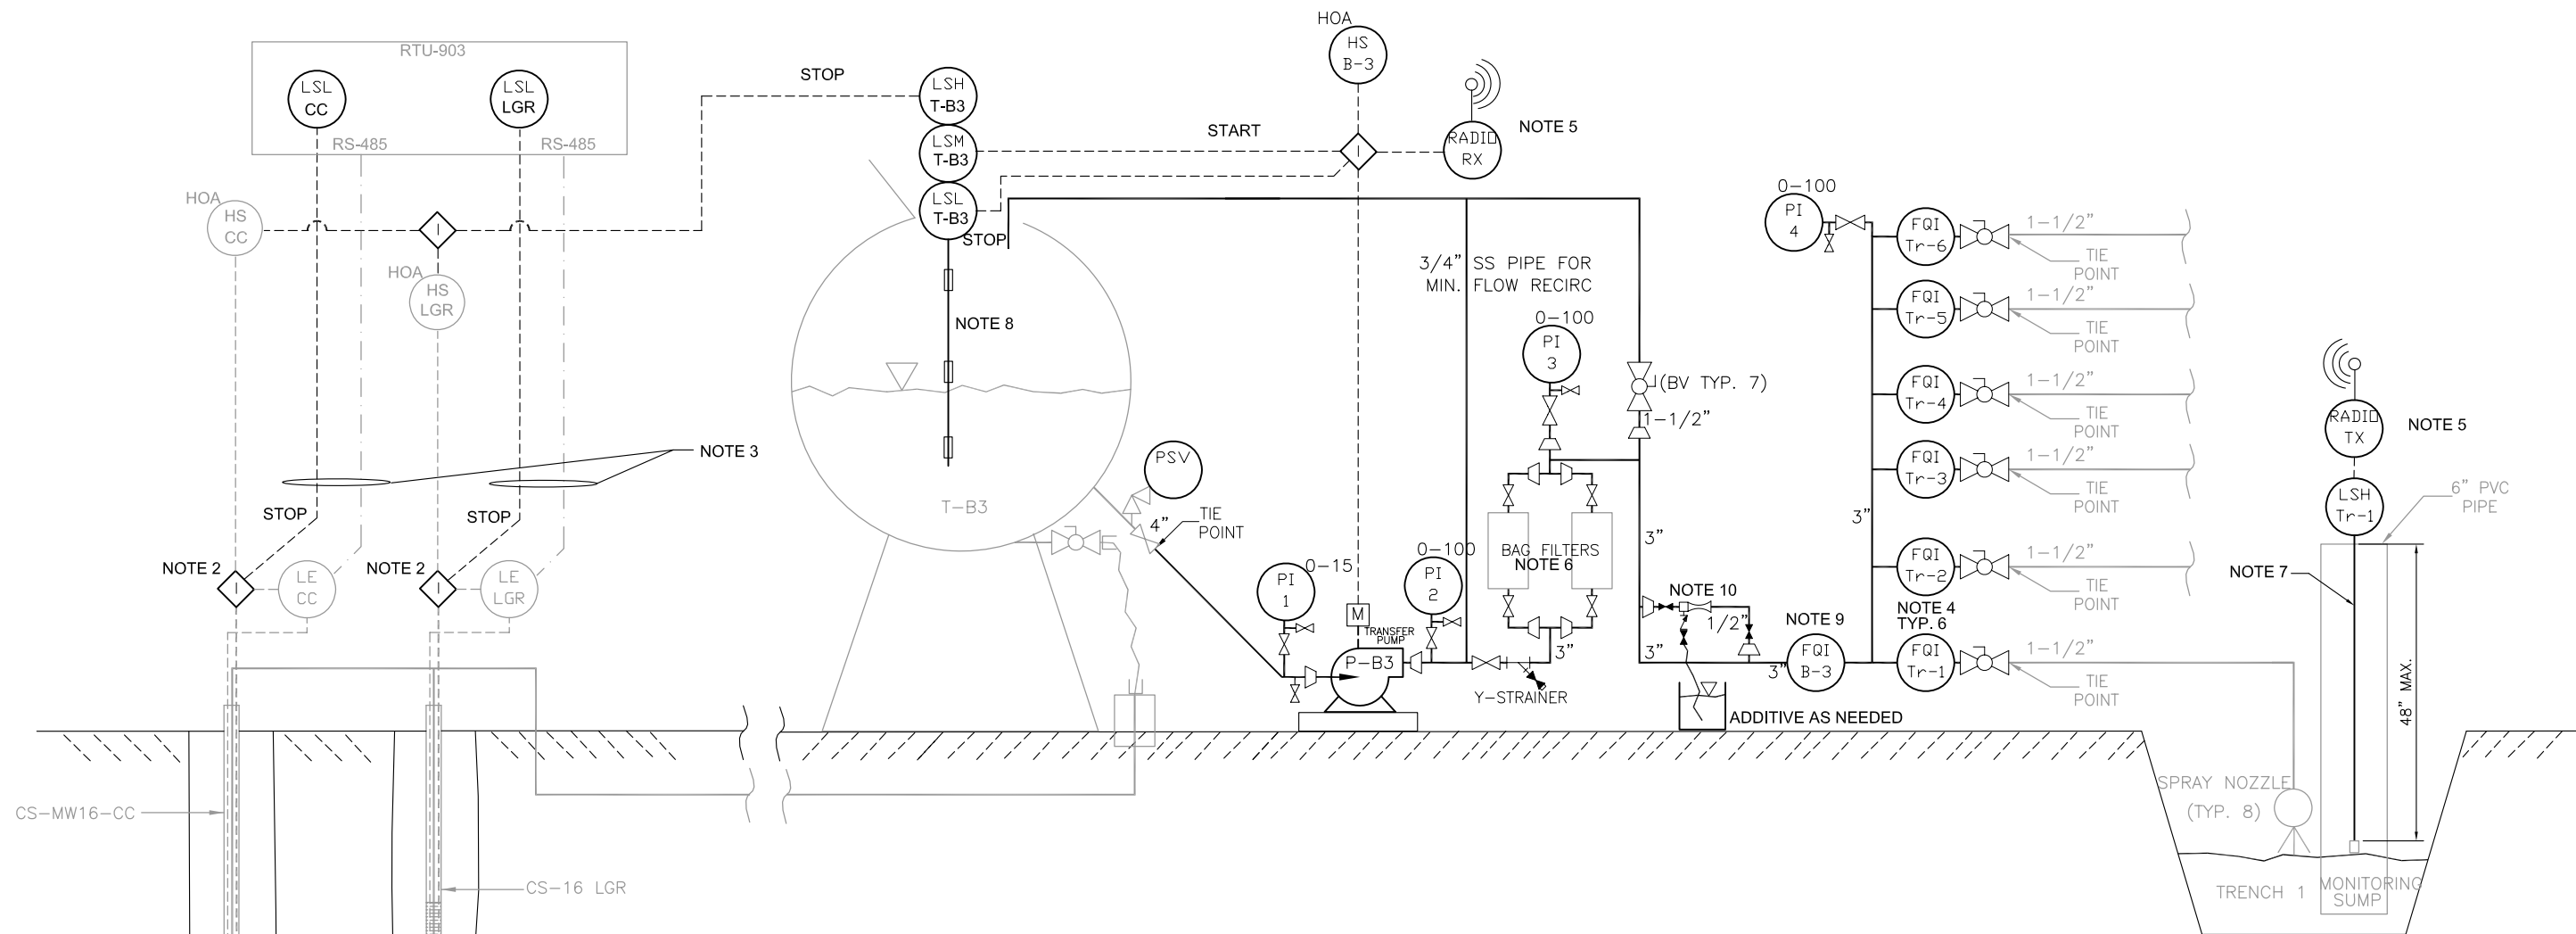 RTU-903
LSL
CC
LSL
LGR
RS-485
RS-485
HOA
HS
CC
I
HOA
HS
LGR
STOP
STOP
NOTE 3
NOTE 2
I
LE
CC
NOTE 2
I
LE
LGR
CS-MW16-CC
CS-16 LGR
STOP
LSH
T-B3
LSM
T-B3
LSL
T-B3
STOP
START
HOA
HS
B-3
I
RADIO
RX
NOTE 5
NOTE 8
T-B3
PSV
4"
TIE
POINT
3/4" SS PIPE FOR
MIN. FLOW RECIRC
0-100
PI
3
(BV TYP. 7)
1-1/2"
0-15
PI
1
M
TRANSFER
PUMP
P-B3
0-100
PI
2
BAG FILTERS
NOTE 6
3"
Y-STRAINER
3"
3"
NOTE 10
1/2"
ADDITIVE AS NEEDED
NOTE 9
3"
FQI
B-3
0-100
PI
4
3"
FQI
Tr-6
1-1/2"
TIE
POINT
FQI
Tr-5
1-1/2"
TIE
POINT
FQI
Tr-4
1-1/2"
TIE
POINT
FQI
Tr-3
1-1/2"
TIE
POINT
FQI
Tr-2
1-1/2"
TIE
POINT
NOTE 4
TYP. 6
FQI
Tr-1
1-1/2"
TIE
POINT
RADIO
TX
NOTE 5
LSH
Tr-1
6" PVC
PIPE
NOTE 7
48" MAX.
SPRAY NOZZLE
(TYP. 8)
TRENCH 1
MONITORING
SUMP